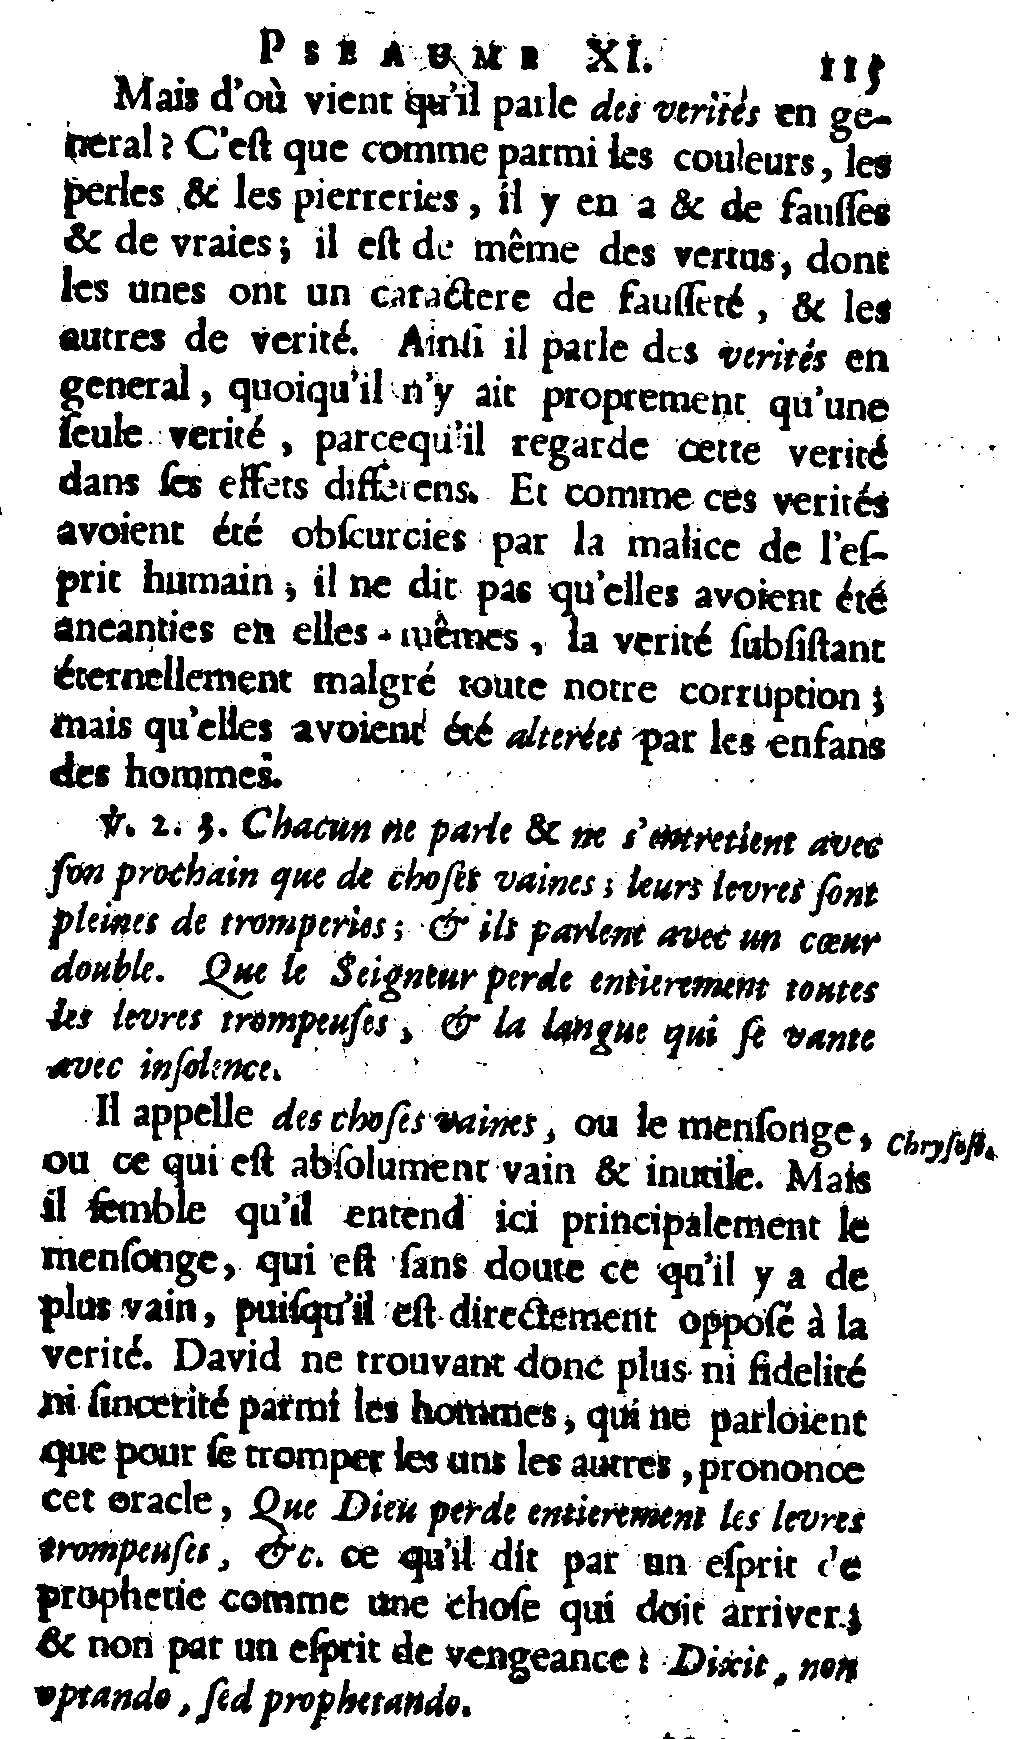 PSEAUME XI. 115
Mais d'où vient qu'il parle des verités en ge-
neral? C'eſt que comme parmi les couleurs, les
perles & les pierreries, il y en a & de fauſſes
& de vraies; il eſt de même des vertus, dont
les unes ont un caractere de fauſſeté, & les
autres de verité. Ainſi il parle des verités en
general, quoiqu'il n'y ait proprement qu'une
ſeule verité, parcequ'il regarde cette verité
dans ſes effets differens. Et comme ces verités
avoient été obſcurcies par la malice de l'eſ-
prit humain, il ne dit pas qu'elles avoient été
aneanties en elles-mêmes, la verité ſubſiſtant
éternellement malgré toute notre corruption;
mais qu'elles avoient été alterées par les enfans
des hommes.
℣. 2. 3. Chacun ne parle & ne s'entretient avec
ſon prochain que de choſes vaines; leurs levres ſont
pleines de tromperies; & ils parlent avec un cœur
double. Que le Seigneur perde entierement toutes
les levres trompeuſes, & la langue qui ſe vante
avec inſolence.
Il appelle des choſes vaines, ou le menſonge, Chryſoſt.
ou ce qui eſt abſolument vain & inutile. Mais
il ſemble qu'il entend ici principalement le
menſonge, qui eſt ſans doute ce qu'il y a de
plus vain, puiſqu'il eſt directement oppoſé à la
verité. David ne trouvant donc plus ni fidelité
ni ſincerité parmi les hommes, qui ne parloient
que pour ſe tromper les uns les autres, prononce
cet oracle, Que Dieu perde entierement les levres
trompeuſes, &c. ce qu'il dit par un eſprit de
prophetie comme une choſe qui doit arriver;
& non par un eſprit de vengeance: Dixit, non
optando, ſed prophetando.